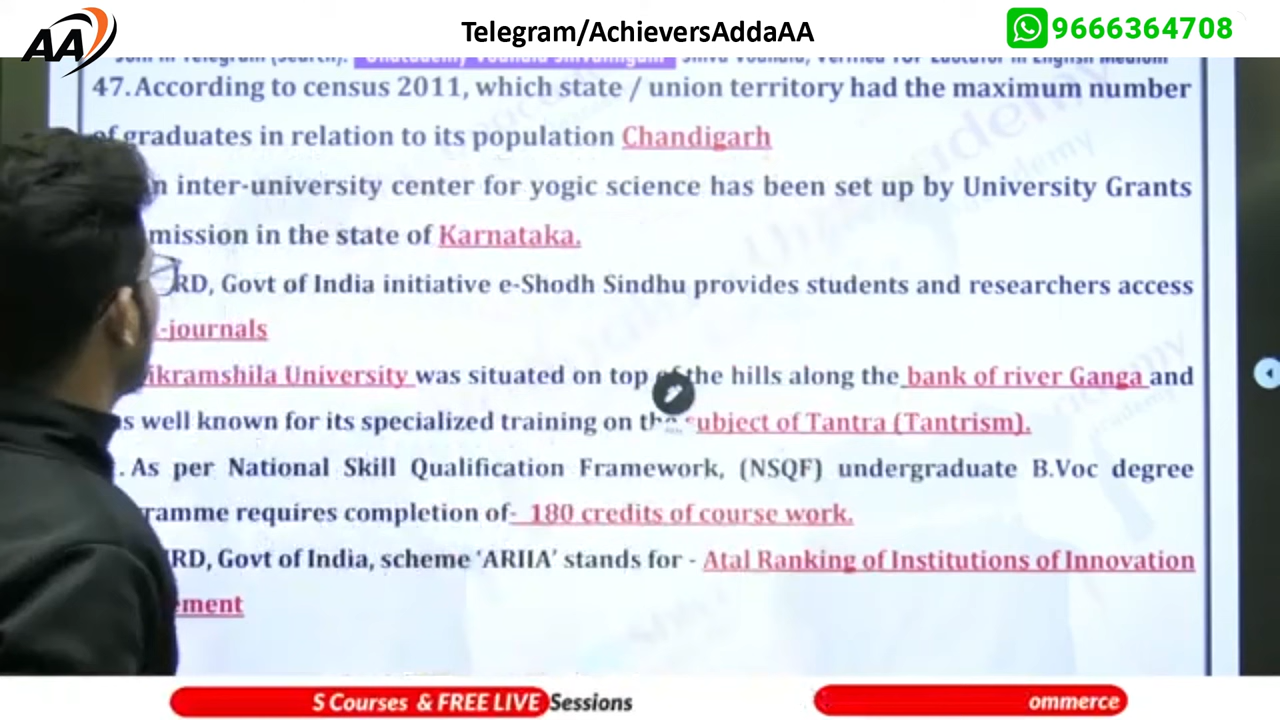 AA
Telegram/AchieversAddaAA
9666364708
47.According to census 2011, which state / union territory had the maximum number
of graduates in relation to its population Chandigarh
n inter-university center for yogic science has been set up by University Grants
mission in the state of Karnataka.
RD, Govt of India initiative e-Shodh Sindhu provides students and researchers access
-journals
ikramshila University was situated on top of the hills along the bank of river Ganga and
s well known for its specialized training on the subject of Tantra (Tantrism).
. As per National Skill Qualification Framework, (NSQF) undergraduate B.Voc degree
ramme requires completion of- 180 credits of course work.
RD, Govt of India, scheme ‘ARIIA’ stands for - Atal Ranking of Institutions of Innovation
ement
S Courses & FREE LIVE Sessions
ommerce